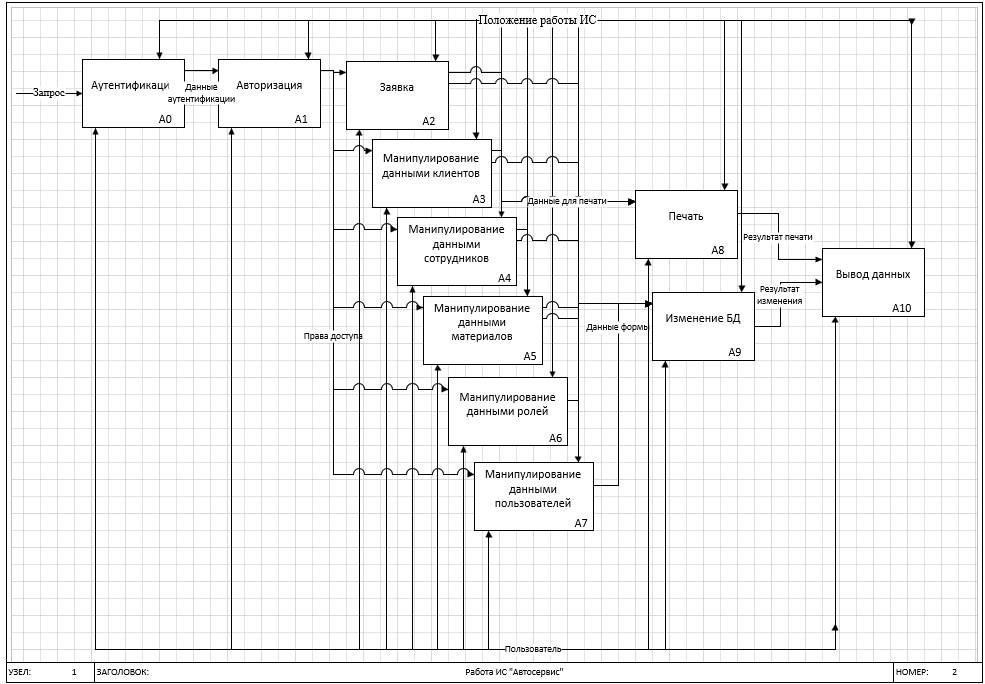 Положение работы ИС
Запрос
Аутентификаци
A0
Данные
аутентификации
Авторизация
A1
Заявка
A2
Манипулирование
данными клиентов
A3
Манипулирование
данными
сотрудников
A4
Манипулирование
данными
материалов
A5
Манипулирование
данными ролей
A6
Манипулирование
данными
пользователей
A7
Права доступа
Данные для печати
Данные формы
Печать
A8
Изменение БД
A9
Результат печати
Результат
изменения
Вывод данных
A10
Пользователь
УЗЕЛ: 1 ЗАГОЛОВОК: Работа ИС "Автосервис" НОМЕР: 2